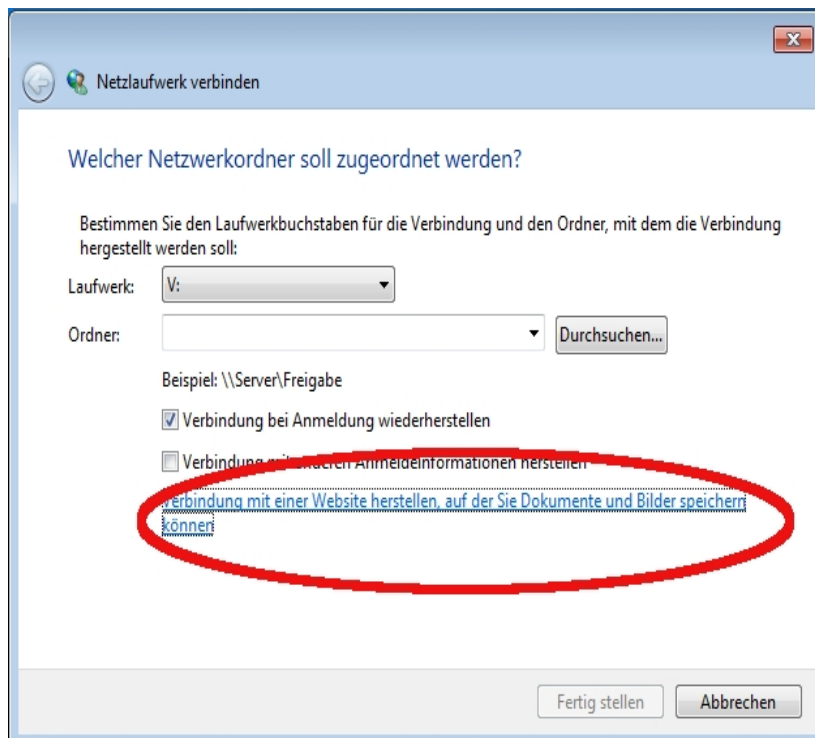 Netzlaufwerk verbinden
Welcher Netzwerkordner soll zugeordnet werden?
Bestimmen Sie den Laufwerkbuchstaben für die Verbindung und den Ordner, mit dem die Verbindung
hergestellt werden soll:
Laufwerk: V:
Ordner: Durchsuchen...
Beispiel: \\Server\Freigabe
Verbindung bei Anmeldung wiederherstellen
Verbindung mit anderen Anmeldeinformationen herstellen
Verbindung mit einer Website herstellen, auf der Sie Dokumente und Bilder speichern
können
Fertig stellen Abbrechen